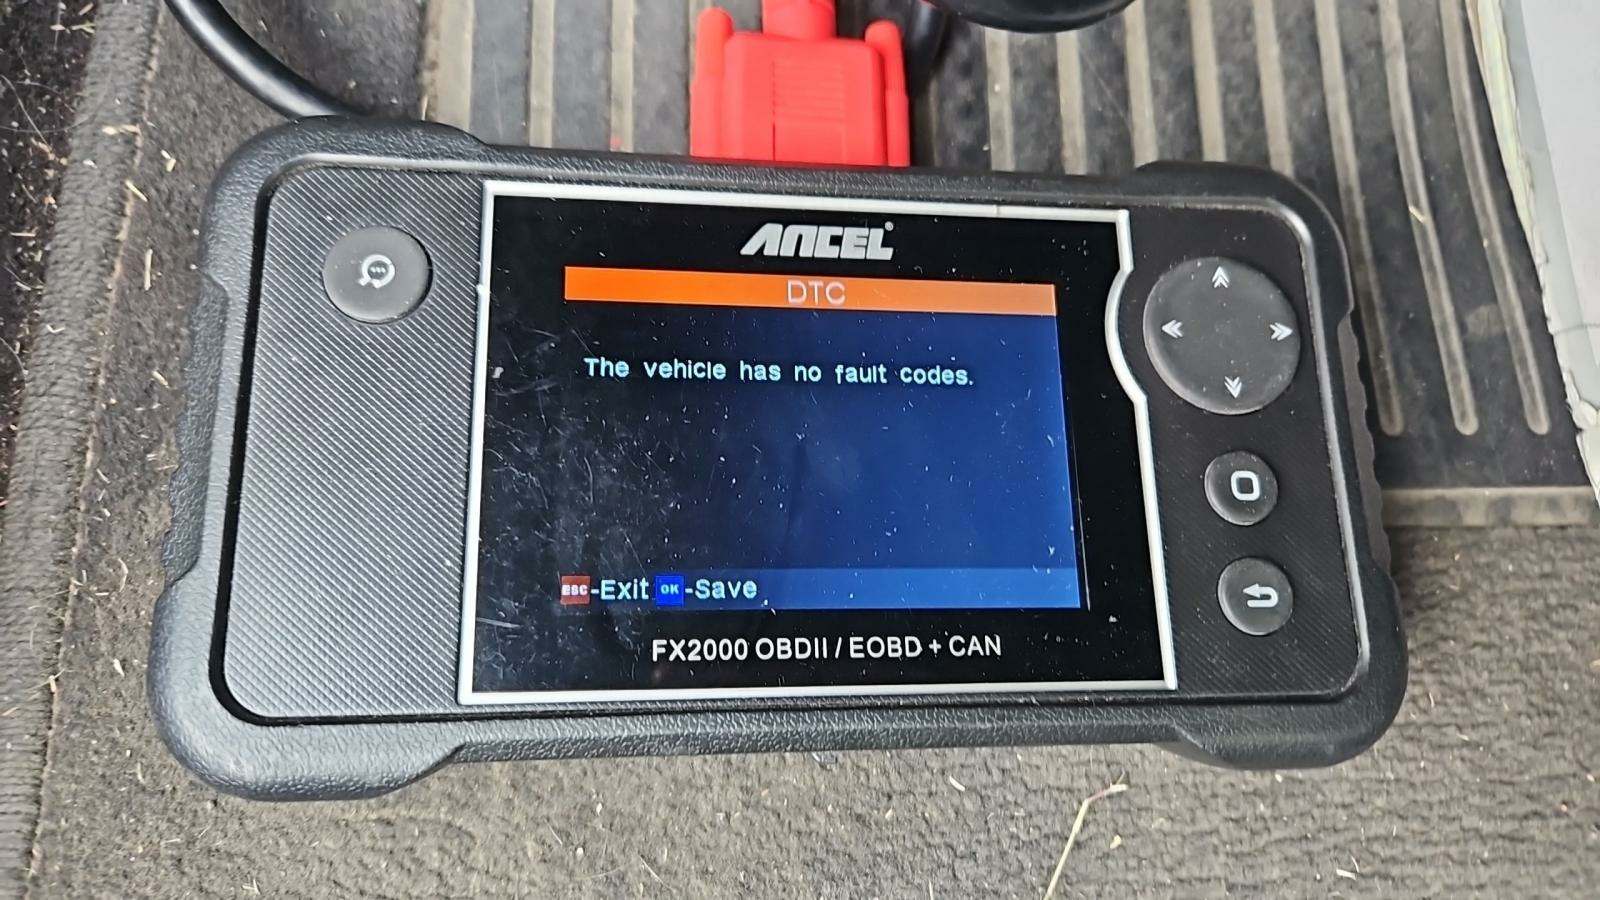 ANCEL®
DTC
The vehicle has no fault codes.
ESC-Exit OK-Save
FX2000 OBDII / EOBD + CAN